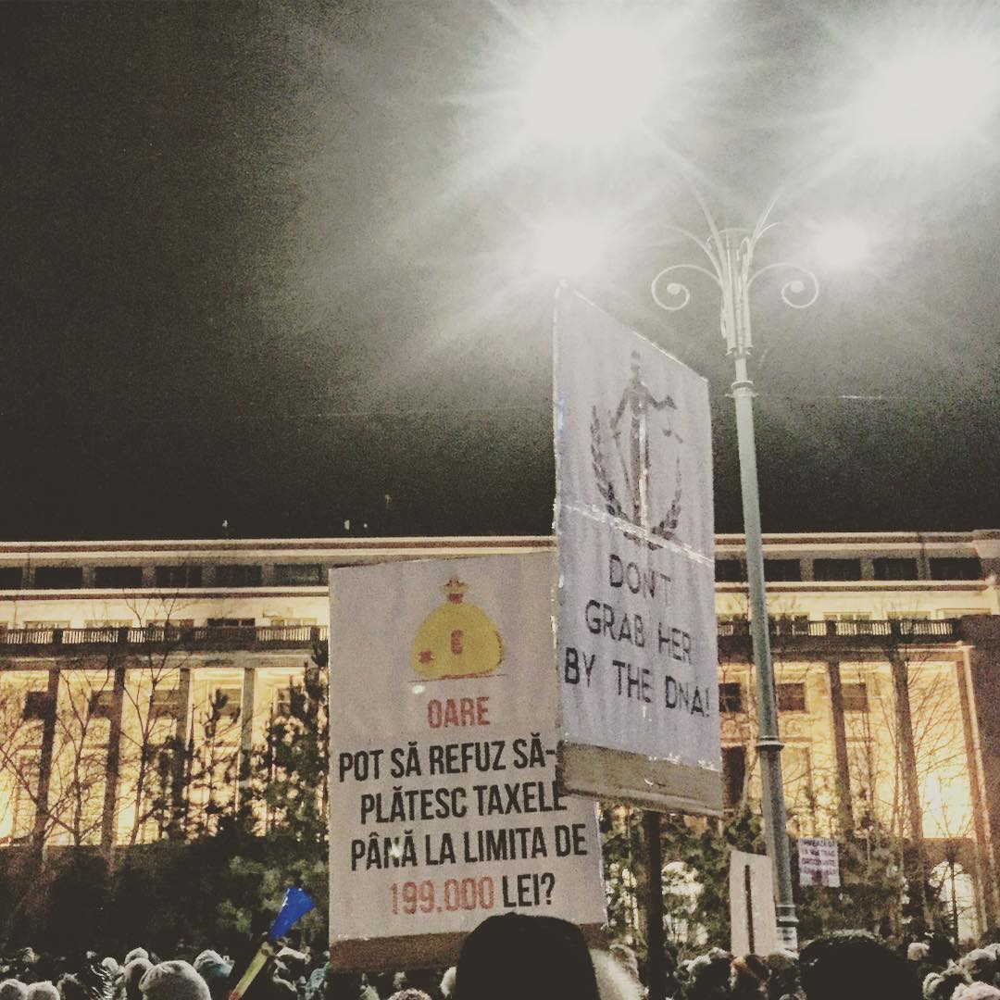 OARE
POT SĂ REFUZ SĂ-
PLĂTESC TAXELE
PÂNĂ LA LIMITA DE
199.000 LEI?
DON'T
GRAB HER
BY THE DNA!